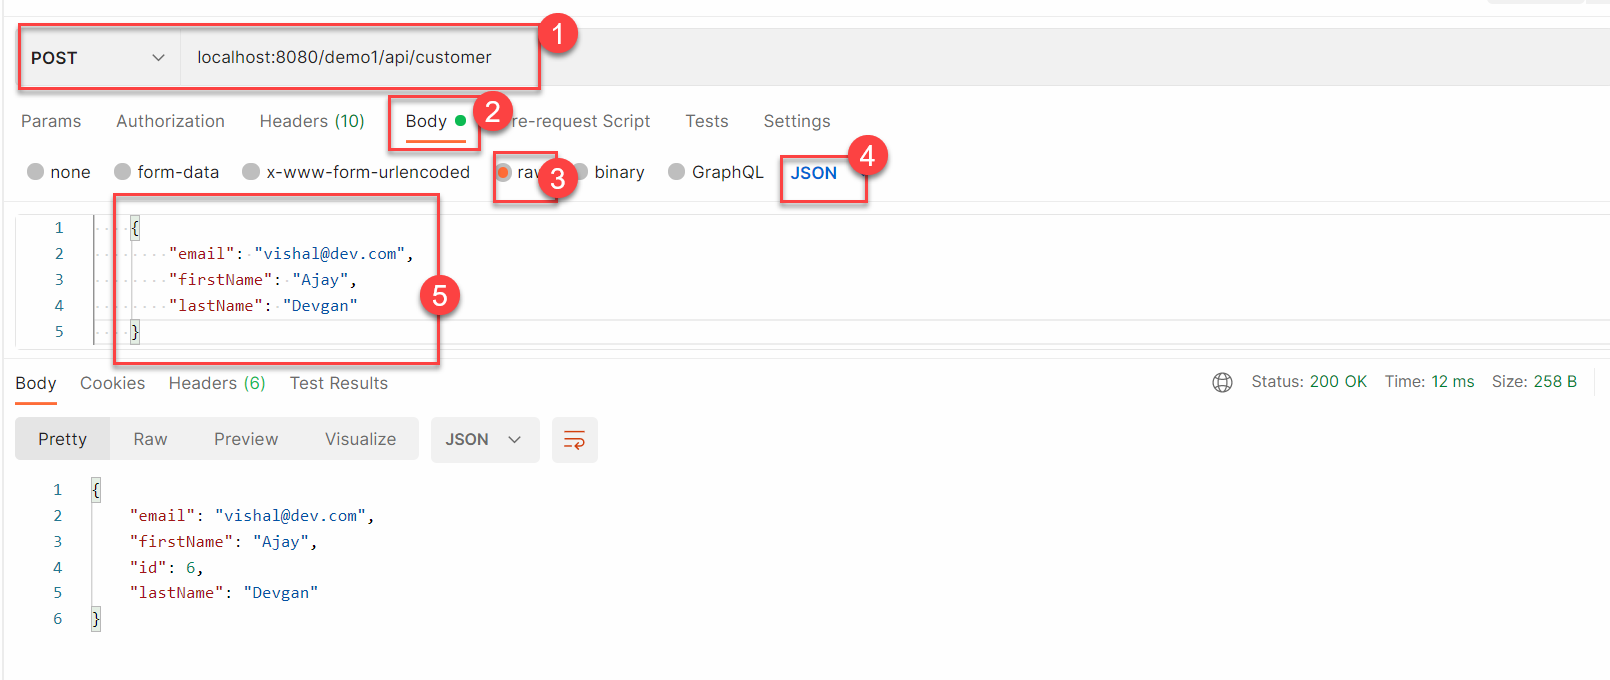 POST localhost:8080/demo1/api/customer 1
Params Authorization Headers (10) Body 2 re-request Script Tests Settings
none form-data x-www-form-urlencoded raw 3 binary GraphQL JSON 4
1 {
2 "email": "vishal@dev.com",
3 "firstName": "Ajay",
4 "lastName": "Devgan"
5 }
5
Body Cookies Headers (6) Test Results Status: 200 OK Time: 12 ms Size: 258 B
Pretty Raw Preview Visualize JSON
1 {
2 "email": "vishal@dev.com",
3 "firstName": "Ajay",
4 "id": 6,
5 "lastName": "Devgan"
6 }